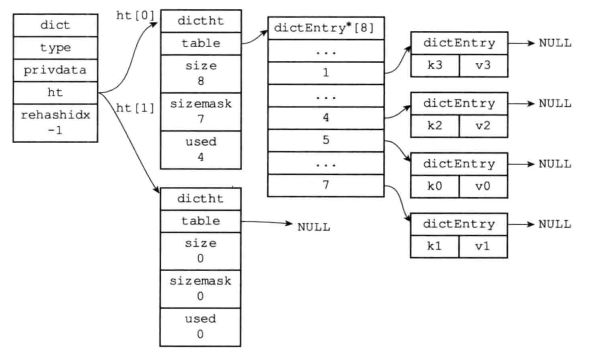 dict
type
privdata
ht
rehashidx
-1
ht[0]
ht[1]
dictht
table
size
8
sizemask
7
used
4
dictht
table
size
0
sizemask
0
used
0
NULL
dictEntry*[8]
...
1
...
4
5
...
7
dictEntry
k3 v3
NULL
dictEntry
k2 v2
NULL
dictEntry
k0 v0
NULL
dictEntry
k1 v1
NULL